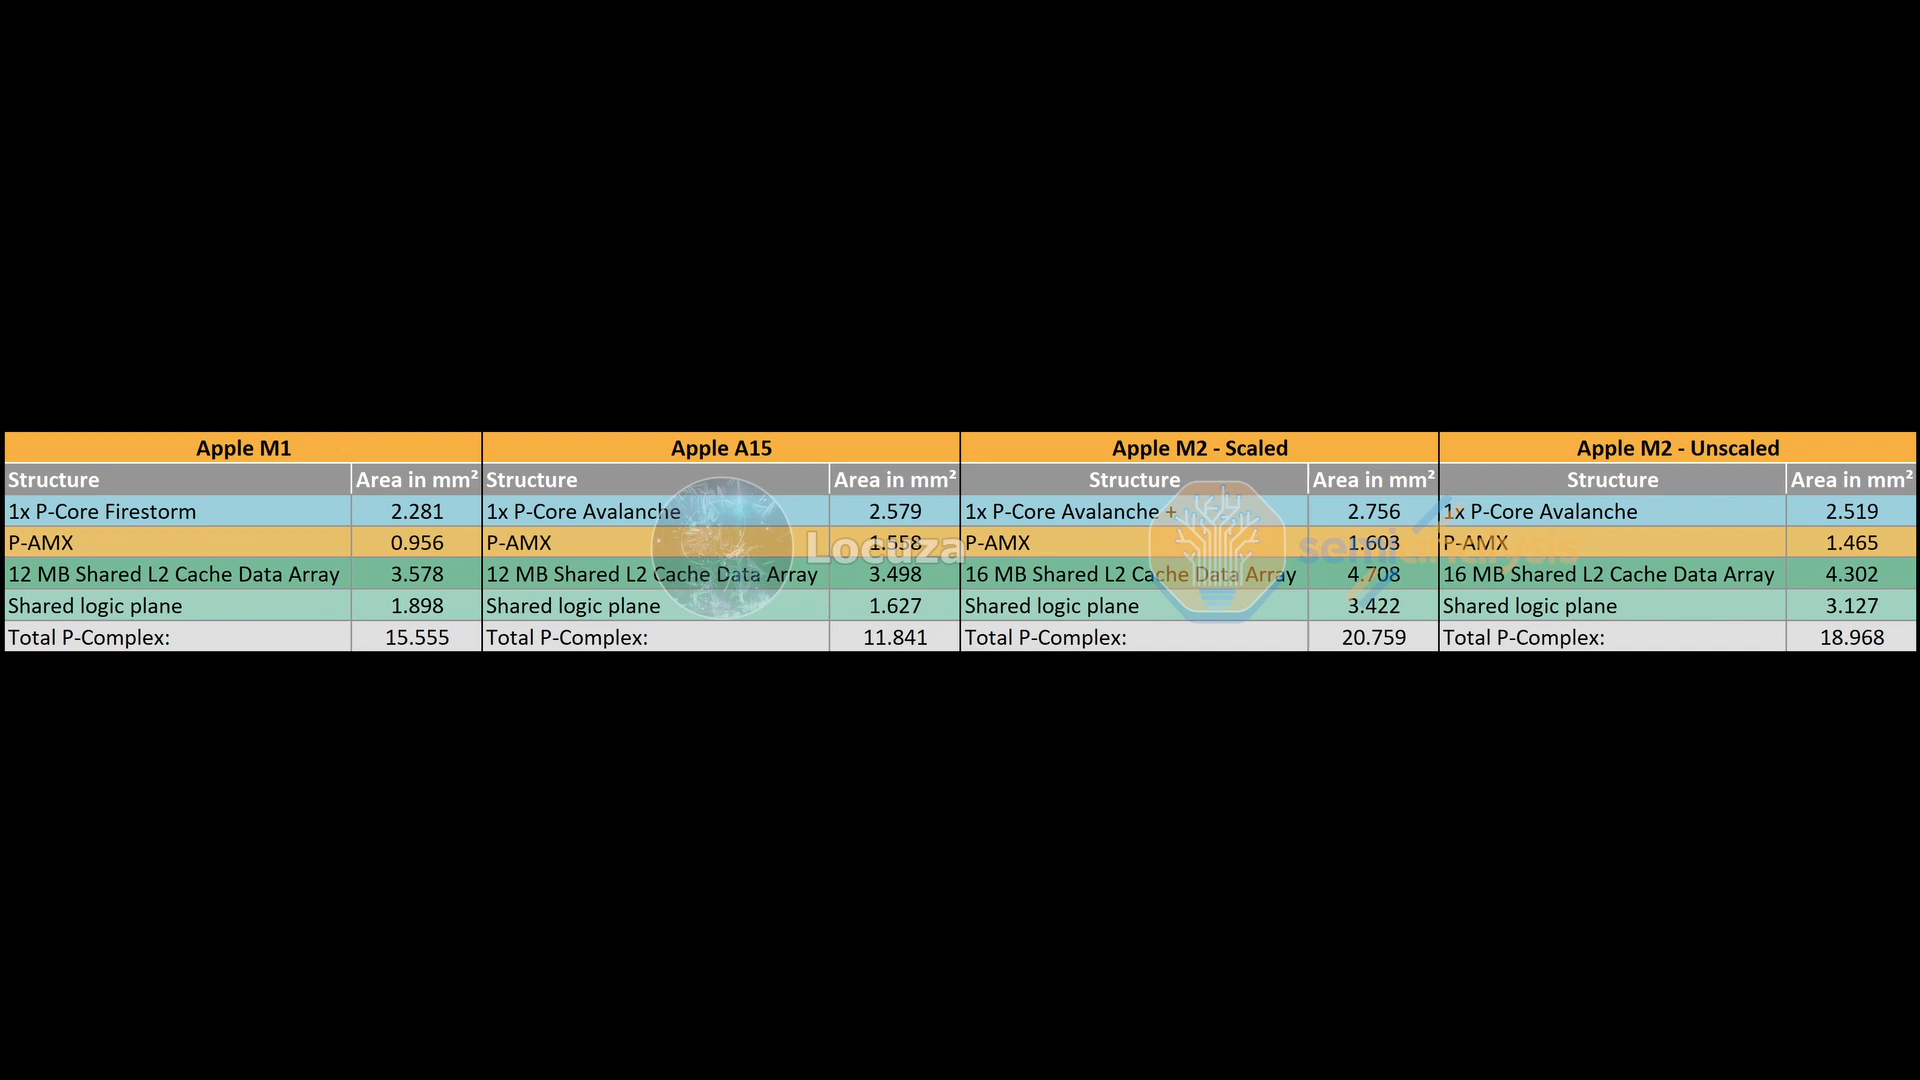 Apple M1 Apple A15 Apple M2 - Scaled Apple M2 - Unscaled
Structure Area in mm² Structure Area in mm² Structure Area in mm² Structure Area in mm²
1x P-Core Firestorm 2.281 1x P-Core Avalanche 2.579 1x P-Core Avalanche + 2.756 1x P-Core Avalanche 2.519
P-AMX 0.956 P-AMX 1.558 P-AMX 1.603 P-AMX 1.465
12 MB Shared L2 Cache Data Array 3.578 12 MB Shared L2 Cache Data Array 3.498 16 MB Shared L2 Cache Data Array 4.708 16 MB Shared L2 Cache Data Array 4.302
Shared logic plane 1.898 Shared logic plane 1.627 Shared logic plane 3.422 Shared logic plane 3.127
Total P-Complex: 15.555 Total P-Complex: 11.841 Total P-Complex: 20.759 Total P-Complex: 18.968
Locuza
semianalysis